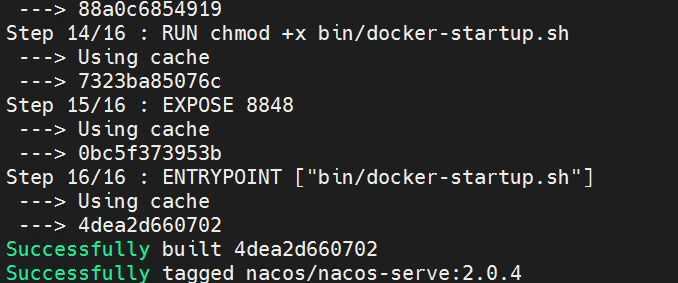 ---> 88a0c6854919
Step 14/16 : RUN chmod +x bin/docker-startup.sh
---> Using cache
---> 7323ba85076c
Step 15/16 : EXPOSE 8848
---> Using cache
---> 0bc5f373953b
Step 16/16 : ENTRYPOINT ["bin/docker-startup.sh"]
---> Using cache
---> 4dea2d660702
Successfully built 4dea2d660702
Successfully tagged nacos/nacos-serve:2.0.4